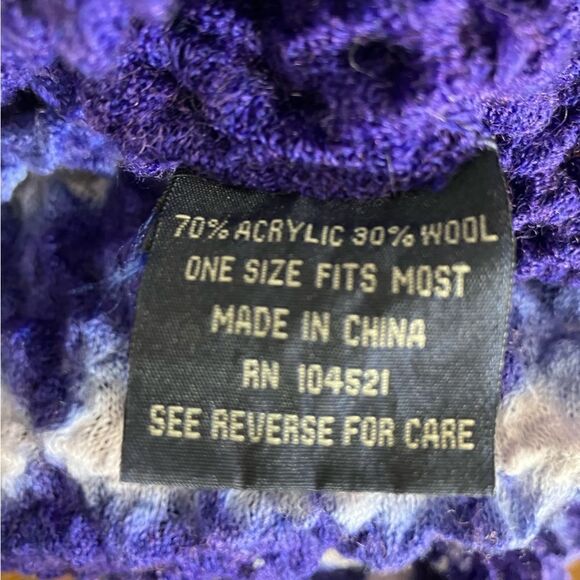 70% ACRYLIC 30% WOOL
ONE SIZE FITS MOST
MADE IN CHINA
RN 104521
SEE REVERSE FOR CARE